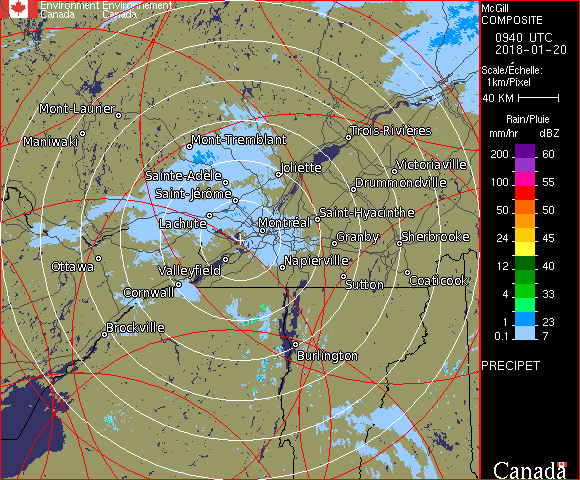 Environment Environnement
Canada Canada
McGill
COMPOSITE
0940 UTC
2018-01-20
Scale/Échelle:
1km/Pixel
40 KM
Rain/Pluie
mm/hr dBZ
200 60
100 55
50 50
24 45
12 40
4 33
1 23
0.1 7
PRECIPET
Canada
Mont-Laurier
Maniwaki
Mont-Tremblant
Trois-Rivières
Sainte-Adèle
Joliette
Victoriaville
Saint-Jérôme
Drummondville
Lachute
Montréal
Saint-Hyacinthe
Granby
Sherbrooke
Ottawa
Valleyfield
Napierville
Cornwall
Sutton
Coaticook
Brockville
Burlington